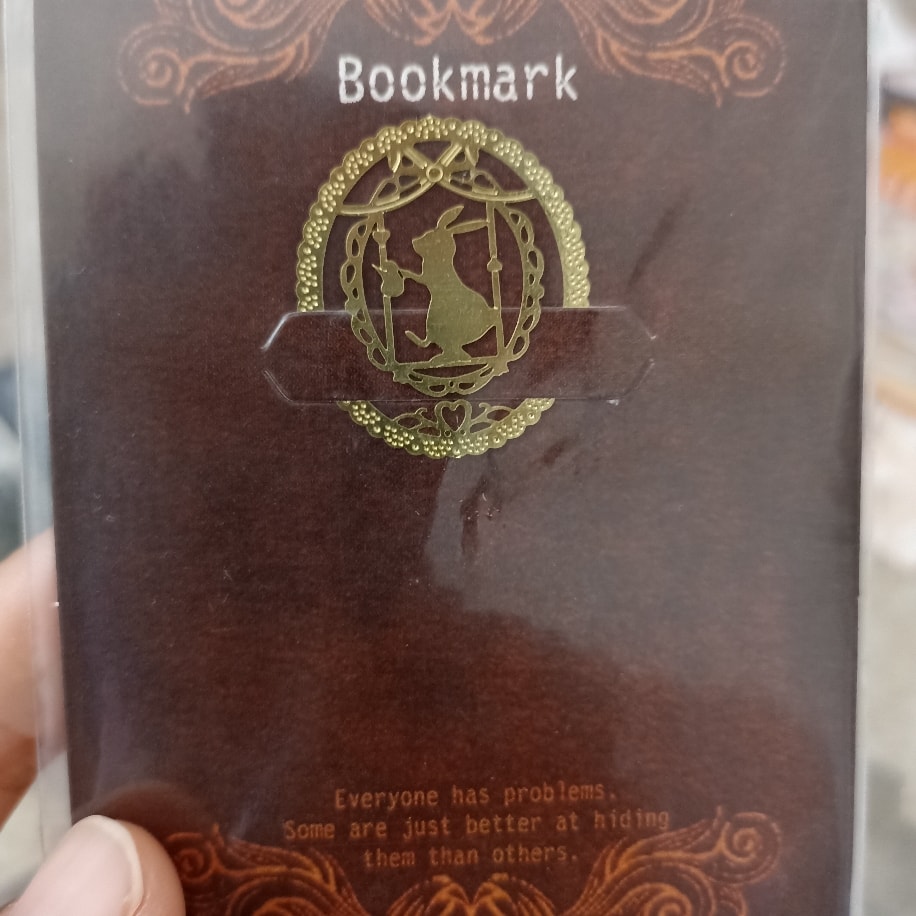 Bookmark
Everyone has problems.
Some are just better at hiding
them than others.